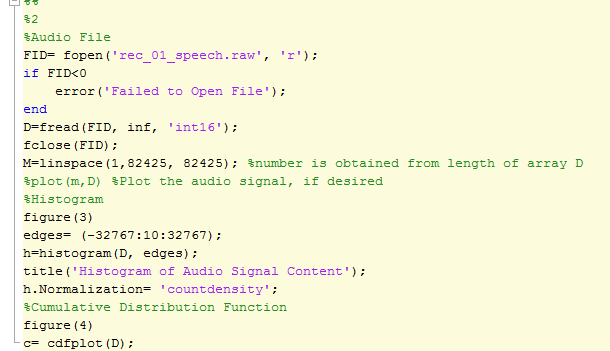 %%
%2
%Audio File
FID= fopen('rec_01_speech.raw', 'r');
if FID<0
    error('Failed to Open File');
end
D=fread(FID, inf, 'int16');
fclose(FID);
M=linspace(1,82425, 82425); %number is obtained from length of array D
%plot(m,D) %Plot the audio signal, if desired
%Histogram
figure(3)
edges= (-32767:10:32767);
h=histogram(D, edges);
title('Histogram of Audio Signal Content');
h.Normalization= 'countdensity';
%Cumulative Distribution Function
figure(4)
c= cdfplot(D);